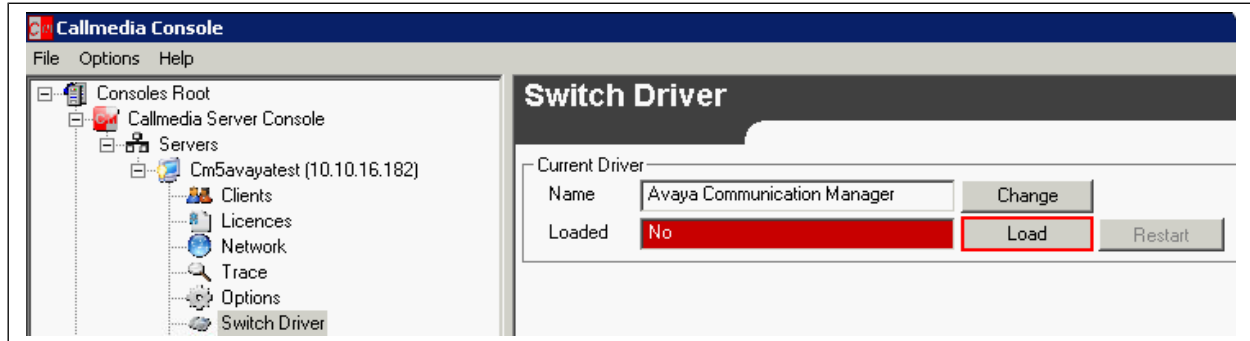 Callmedia Console
File Options Help
Consoles Root
Callmedia Server Console
Servers
Cm5avayatest (10.10.16.182)
Clients
Licences
Network
Trace
Options
Switch Driver
Switch Driver
Current Driver
Name Avaya Communication Manager Change
Loaded No Load Restart